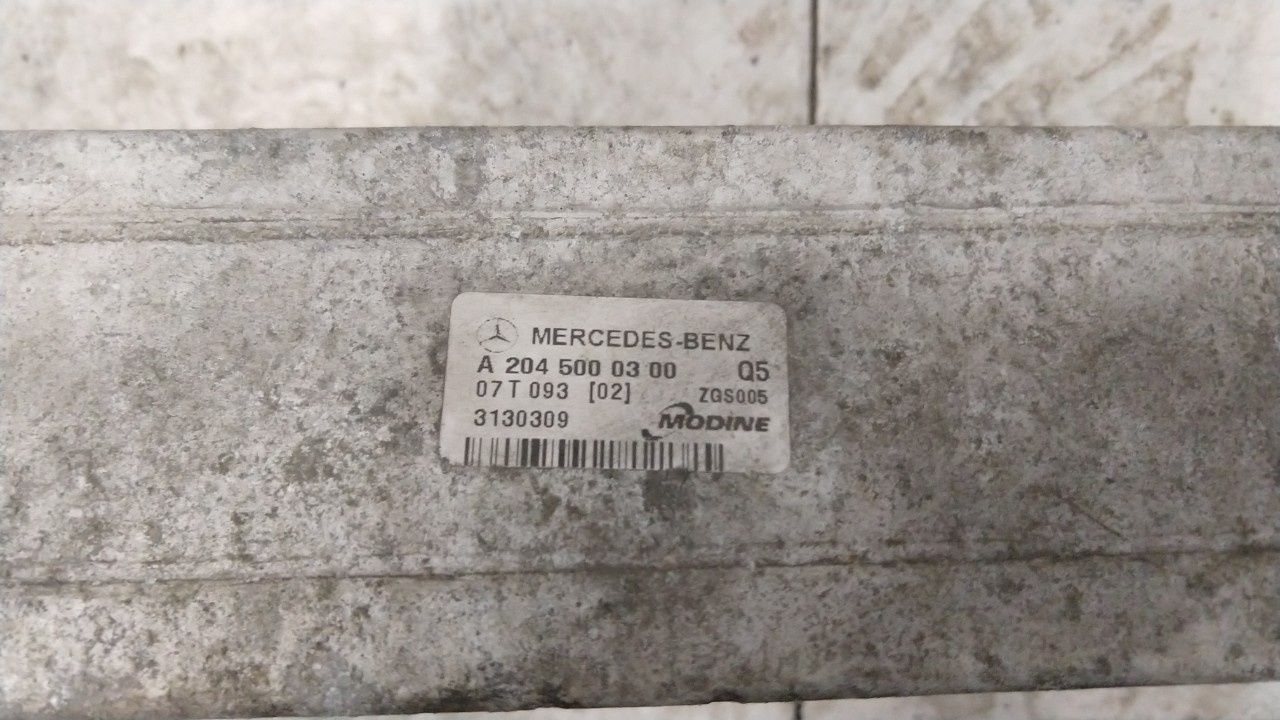 MERCEDES-BENZ
A 204 500 03 00 Q5
07 T 093 [02] ZGS005
3130309 MODINE